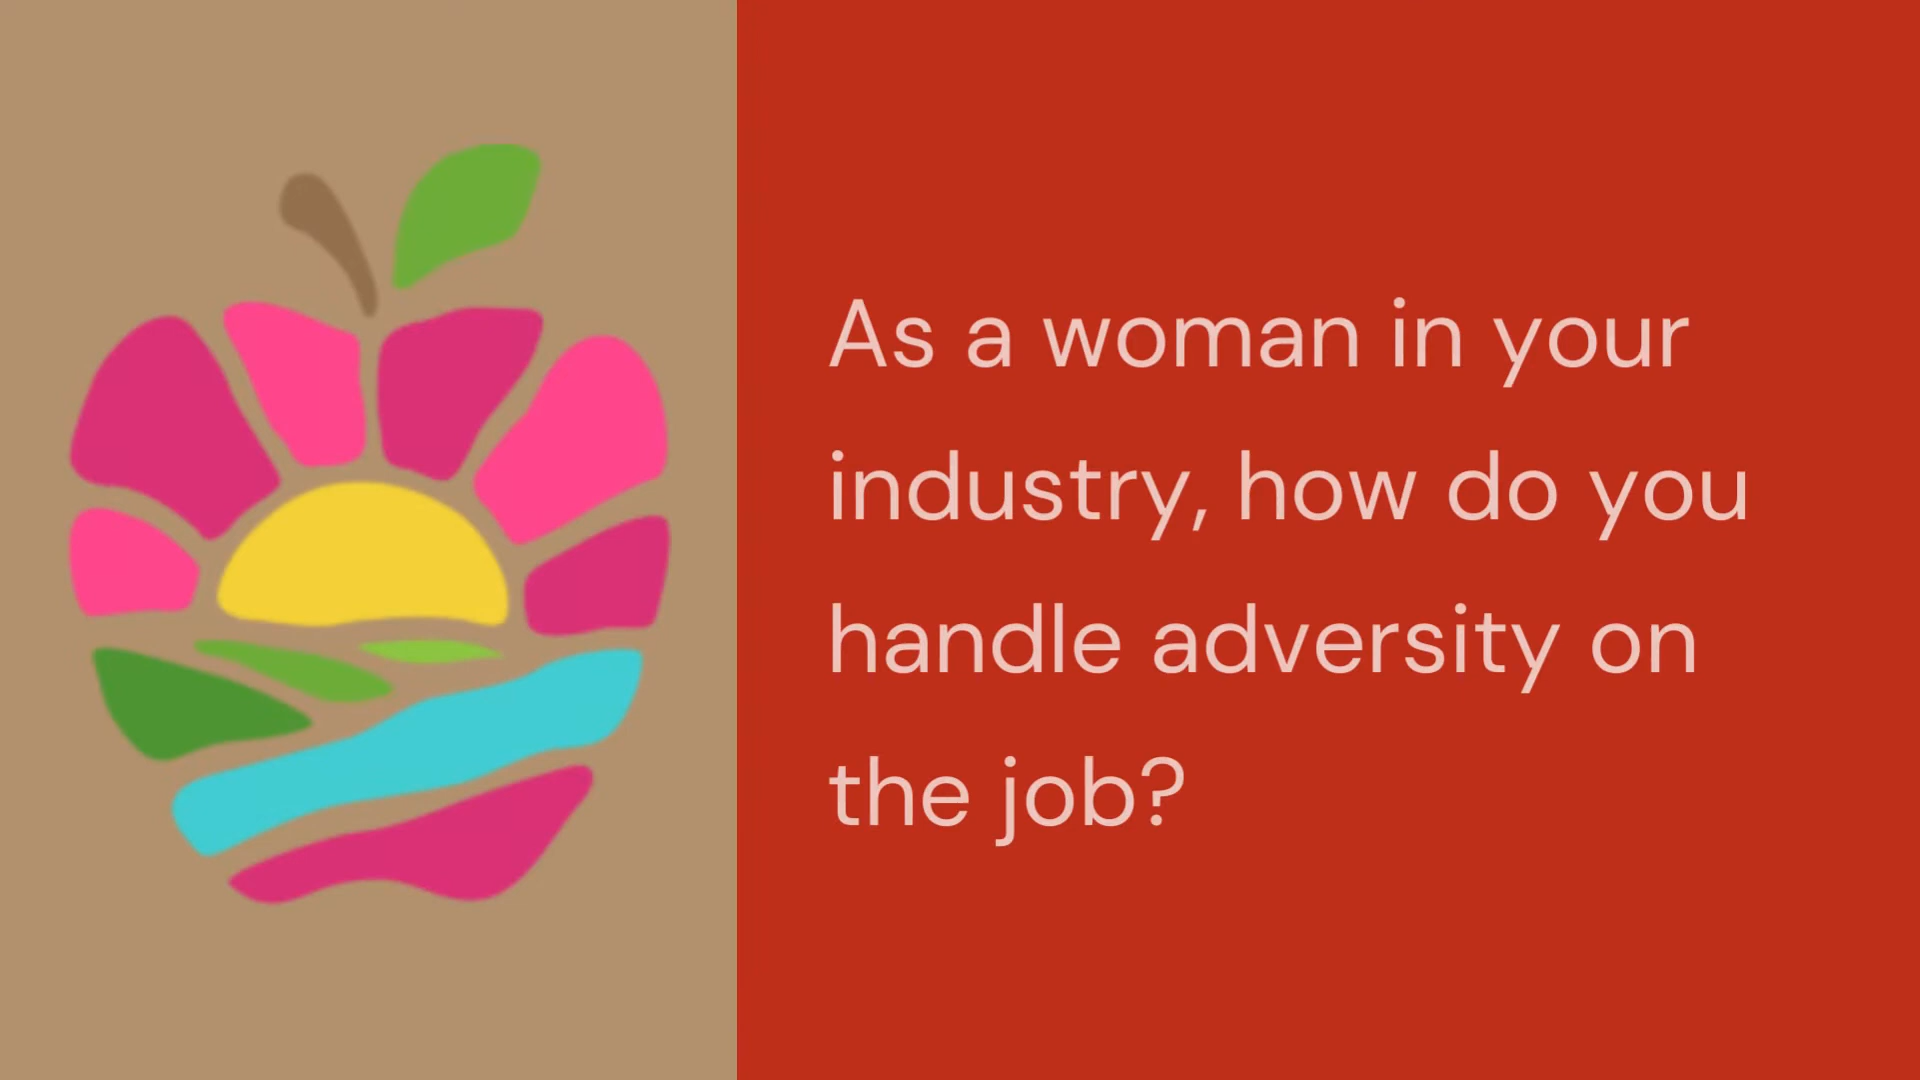 As a woman in your
industry, how do you
handle adversity on
the job?